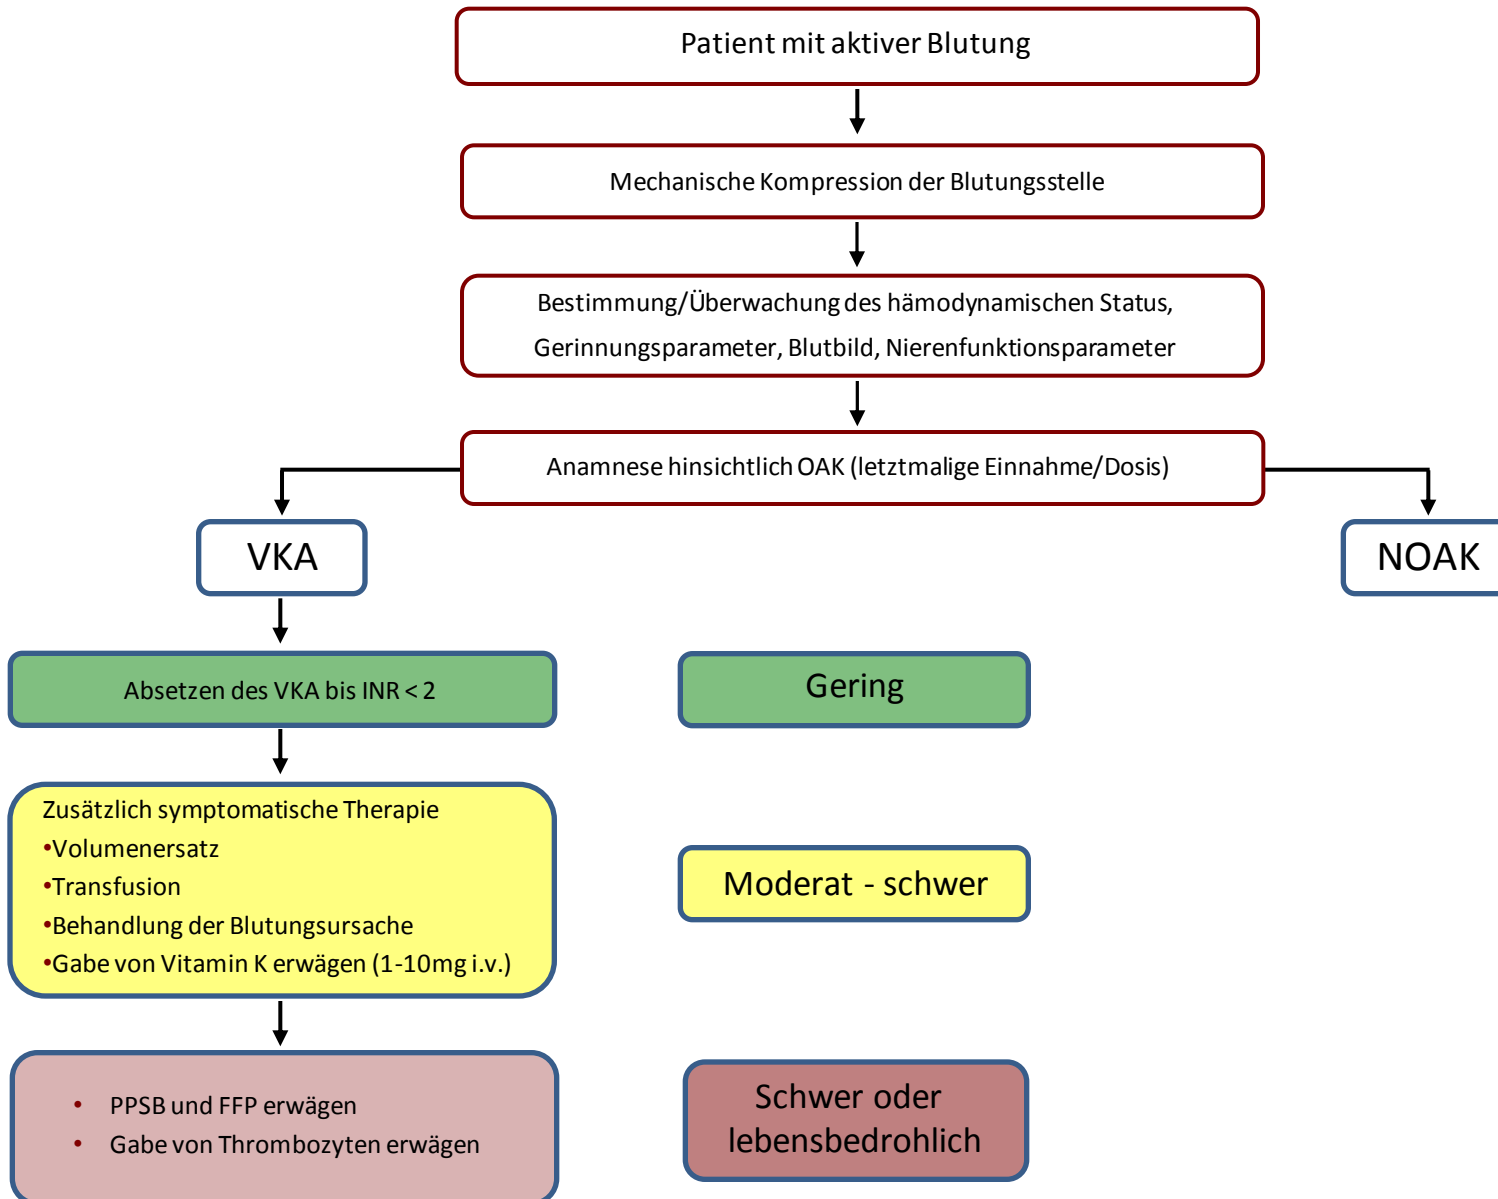 Patient mit aktiver Blutung
Mechanische Kompression der Blutungsstelle
Bestimmung/Überwachung des hämodynamischen Status,
Gerinnungsparameter, Blutbild, Nierenfunktionsparameter
Anamnese hinsichtlich OAK (letztmalige Einnahme/Dosis)
VKA
NOAK
Absetzen des VKA bis INR < 2
Gering
Zusätzlich symptomatische Therapie
•Volumenersatz
•Transfusion
•Behandlung der Blutungsursache
•Gabe von Vitamin K erwägen (1-10mg i.v.)
Moderat - schwer
• PPSB und FFP erwägen
• Gabe von Thrombozyten erwägen
Schwer oder
lebensbedrohlich